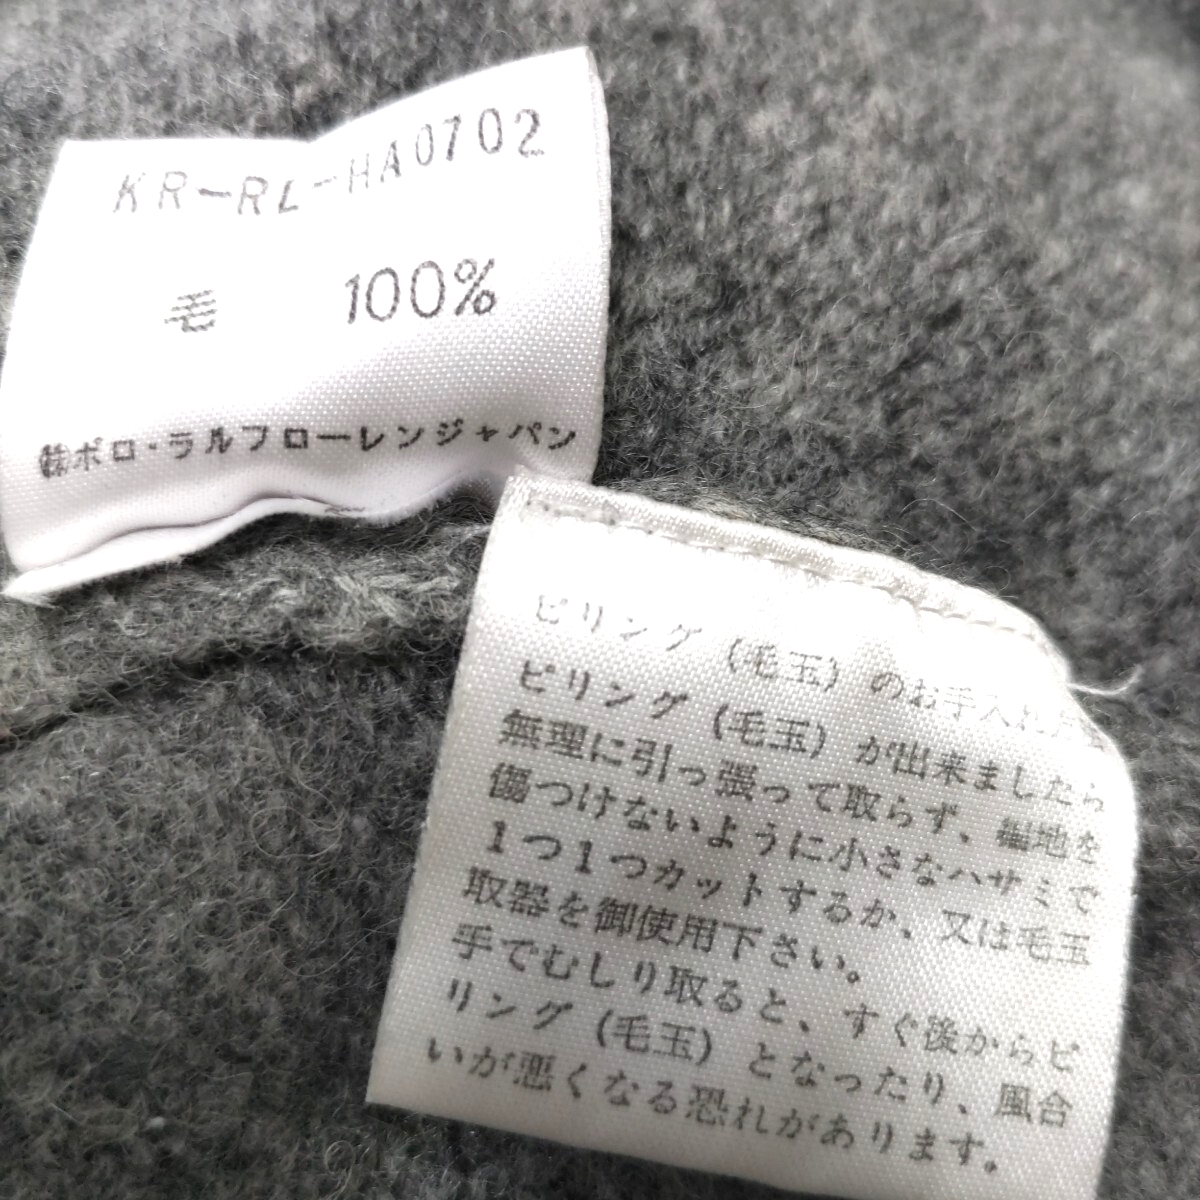 KR-RL-HA0702
毛 100%
㈱ポロ・ラルフローレンジャパン
ピリング(毛玉)のお手入れ方法
ピリング(毛玉)が出来ましたら
無理に引っ張って取らず、編地を
傷つけないように小さなハサミで
1つ1つカットするか、又は毛玉
取器を御使用下さい。
手でむしり取ると、すぐ後からピ
リング(毛玉)となったり、風合
いが悪くなる恐れがあります。